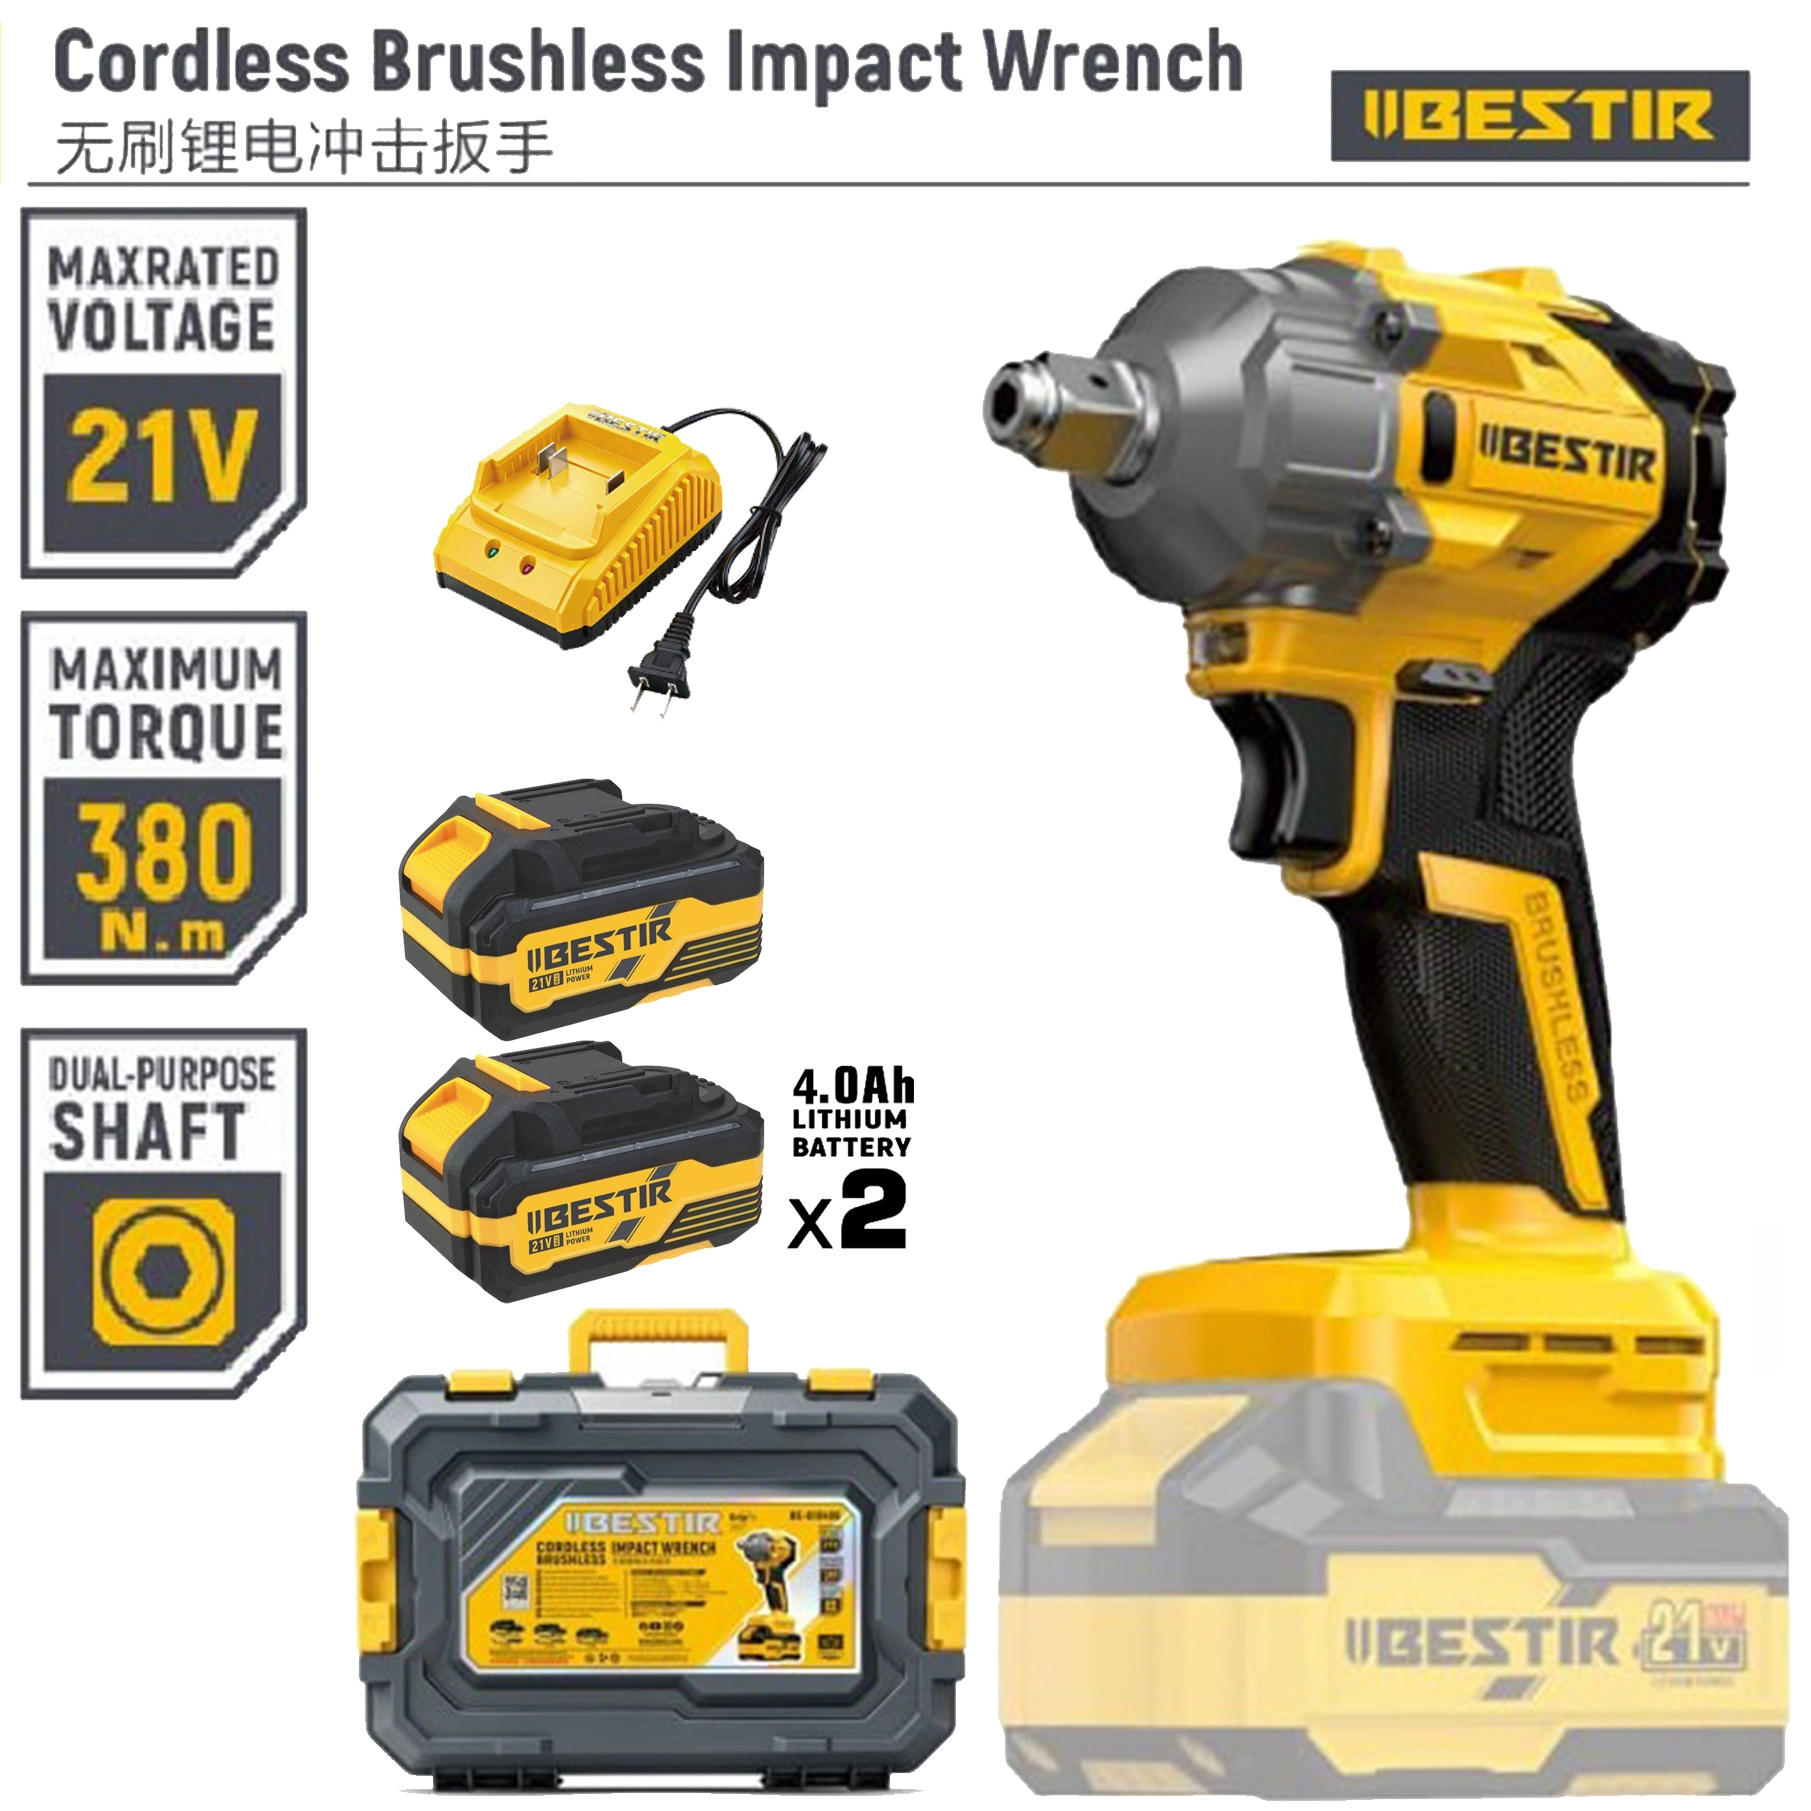 Cordless Brushless Impact Wrench
无刷锂电冲击扳手
BESTIR
MAXRATED
VOLTAGE
21V
MAXIMUM
TORQUE
380
N.m
DUAL-PURPOSE
SHAFT
BESTIR
BESTIR
BRUSHLESS
BESTIR
21V LITHIUM
POWER
BESTIR
21V LITHIUM
POWER
4.0Ah
LITHIUM
BATTERY
x2
BESTIR
CORDLESS IMPACT WRENCH
BRUSHLESS
BESTIR 21V